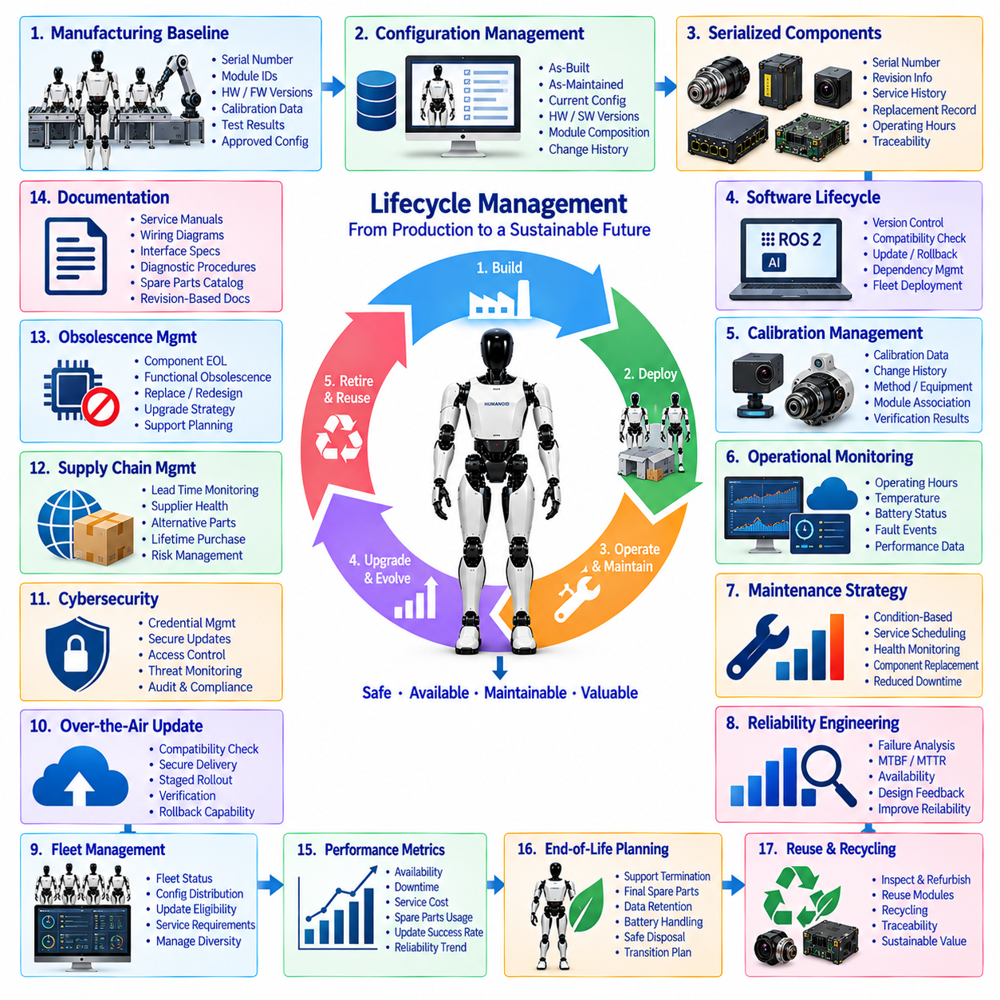 1. Manufacturing Baseline
• Serial Number
• Module IDs
• HW / FW Versions
• Calibration Data
• Test Results
• Approved Config
2. Configuration Management
• As-Built
• As-Maintained
• Current Config
• HW / SW Versions
• Module Composition
• Change History
3. Serialized Components
• Serial Number
• Revision Info
• Service History
• Replacement Record
• Operating Hours
• Traceability
14. Documentation
• Service Manuals
• Wiring Diagrams
• Interface Specs
• Diagnostic Procedures
• Spare Parts Catalog
• Revision-Based Docs
Lifecycle Management
From Production to a Sustainable Future
1. Build
2. Deploy
3. Operate
& Maintain
4. Upgrade
& Evolve
5. Retire
& Reuse
HUMANOID
Safe • Available • Maintainable • Valuable
4. Software Lifecycle
ROS 2
AI
• Version Control
• Compatibility Check
• Update / Rollback
• Dependency Mgmt
• Fleet Deployment
13. Obsolescence Mgmt
• Component EOL
• Functional Obsolescence
• Replace / Redesign
• Upgrade Strategy
• Support Planning
5. Calibration Management
• Calibration Data
• Change History
• Method / Equipment
• Module Association
• Verification Results
12. Supply Chain Mgmt
• Lead Time Monitoring
• Supplier Health
• Alternative Parts
• Lifetime Purchase
• Risk Management
6. Operational Monitoring
• Operating Hours
• Temperature
• Battery Status
• Fault Events
• Performance Data
11. Cybersecurity
• Credential Mgmt
• Secure Updates
• Access Control
• Threat Monitoring
• Audit & Compliance
7. Maintenance Strategy
• Condition-Based
• Service Scheduling
• Health Monitoring
• Component Replacement
• Reduced Downtime
10. Over-the-Air Update
• Compatibility Check
• Secure Delivery
• Staged Rollout
• Verification
• Rollback Capability
8. Reliability Engineering
• Failure Analysis
• MTBF / MTTR
• Availability
• Design Feedback
• Improve Reilability
9. Fleet Management
• Fleet Status
• Config Distribution
• Update Eligibility
• Service Requirements
• Manage Diversity
15. Performance Metrics
• Availability
• Downtime
• Service Cost
• Spare Parts Usage
• Update Success Rate
• Reliability Trend
16. End-of-Life Planning
• Support Termination
• Final Spare Parts
• Data Retention
• Battery Handling
• Safe Disposal
• Transition Plan
17. Reuse & Recycling
• Inspect & Refurbish
• Reuse Modules
• Recycling
• Traceability
• Sustainable Value